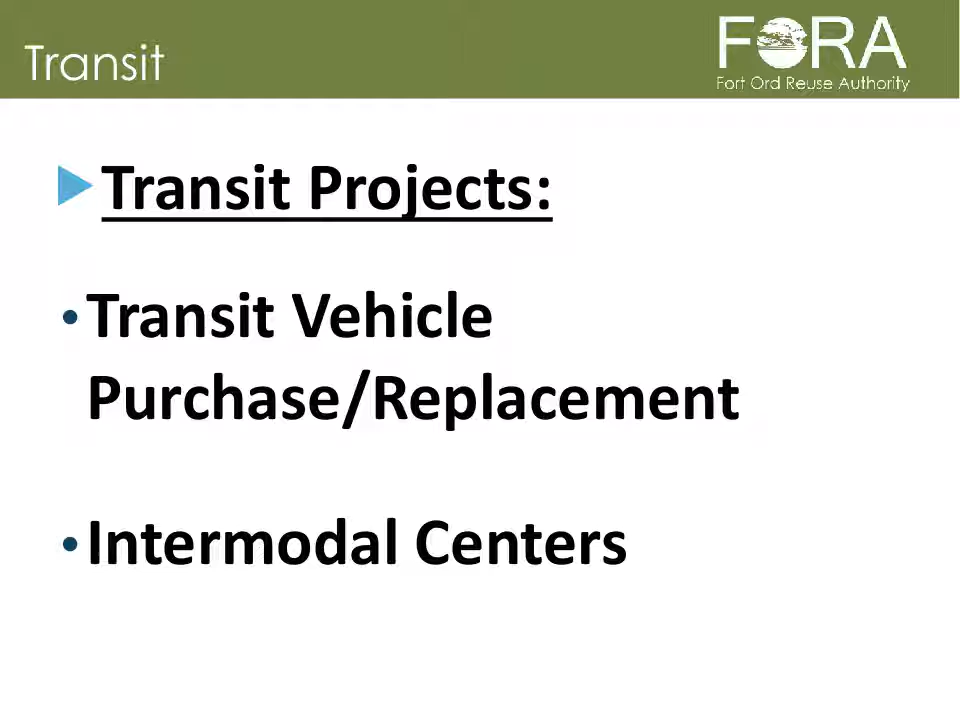 Transit
FORA
Fort Ord Reuse Authority
Transit Projects:
•Transit Vehicle
Purchase/Replacement
•Intermodal Centers